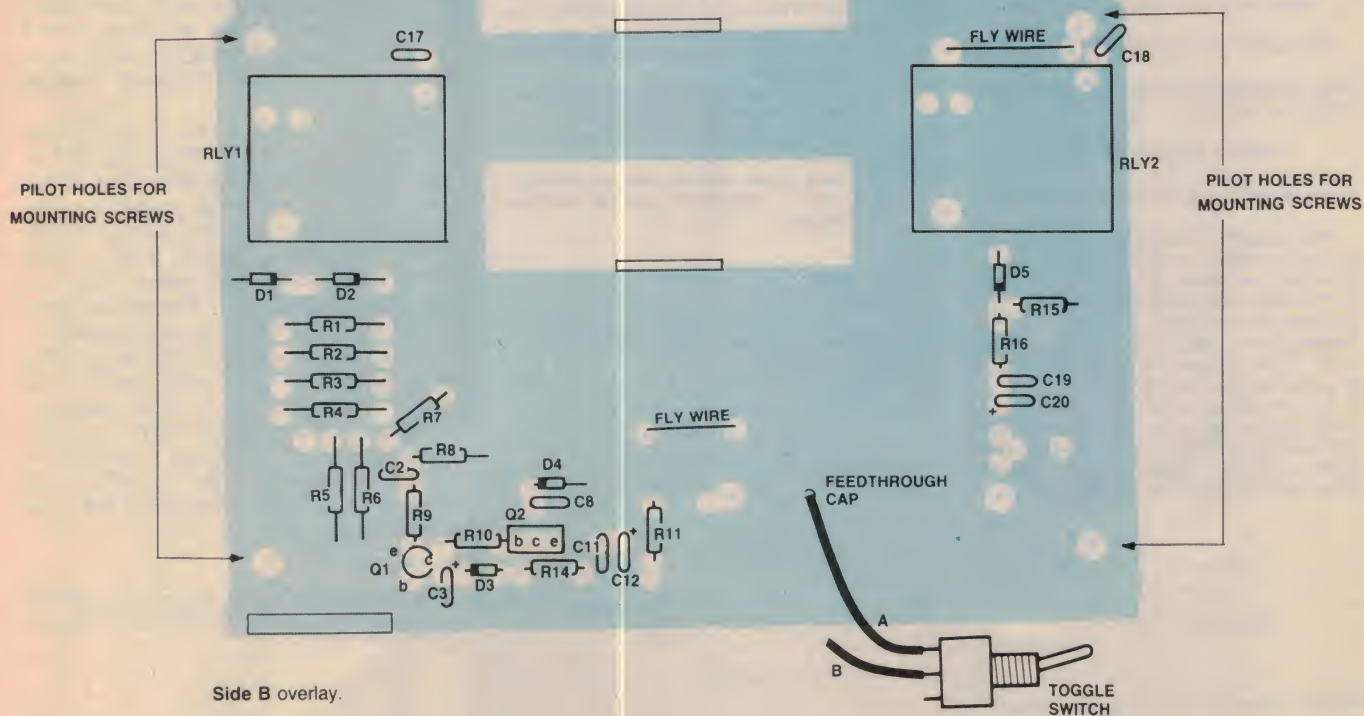 C17
FLY WIRE
C18
RLY1
RLY2
PILOT HOLES FOR
MOUNTING SCREWS
PILOT HOLES FOR
MOUNTING SCREWS
D1
D2
D5
R15
R1
R16
R2
R3
C19
R4
C20
+
R7
FLY WIRE
R8
C2
D4
FEEDTHROUGH
CAP
R5
R6
C8
R9
Q2
R10
b c e
C11
+
R11
e
c
Q1
b
+
C3
D3
R14
C12
A
B
TOGGLE
SWITCH
Side B overlay.